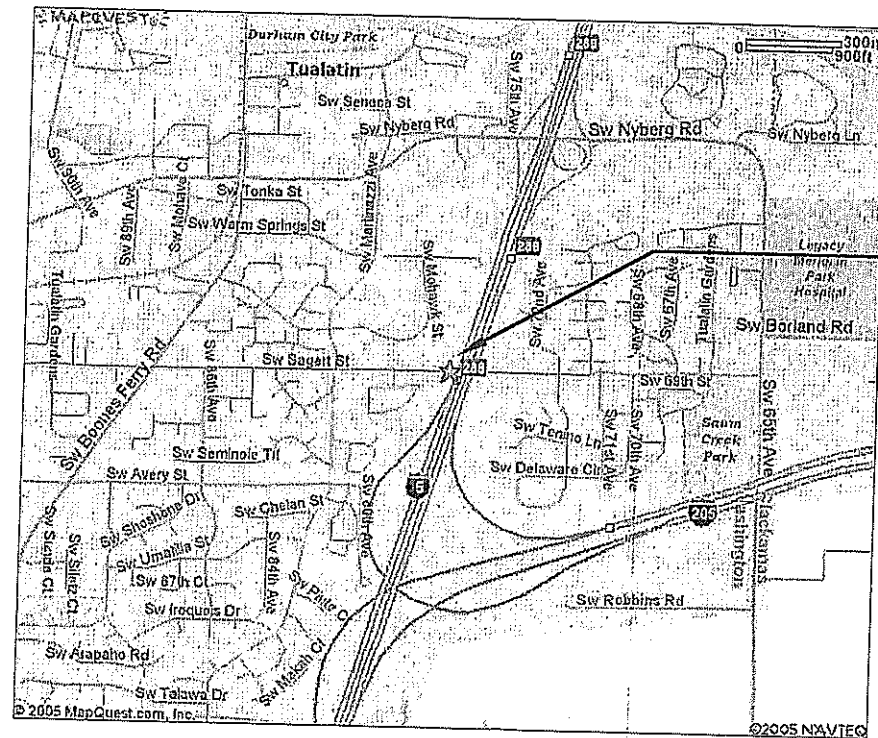 MAPQUEST
Durham City Park
Tualatin
Sw Seneca St
Sw Nyberg Rd
Sw 75th Ave
Sw Nyberg Rd
Sw Nyberg Ln
300m
900ft
Sw 90th Ave
Sw 89th Ave
Sw Mohave Ct
Sw Tonka St
Sw Warm Springs St
Sw Martinazzi Ave
Sw Mohawk St
Tualatin Gardens
Sw 67th Ave
Sw 68th Ave
Legacy
Meridian
Park
Hospital
Sw Borland Rd
Tualatin Gardens
Sw Boones Ferry Rd
Sw Sagert St
Sw 86th Ave
Sw 69th St
Sw 65th Ave
Sw Seminole Trl
Sw Avery St
Sw Tenino Ln
Sw Delaware Cir
Sw 71st Ave
Sw 70th Ave
Saum
Creek
Park
5
205
Washington
Clackamas
Sw Shoshone Dr
Sw Chelan St
Sw 80th Ave
Sw Umatilla St
Sw 87th Ct
Sw 84th Ave
Sw Siletz Ct
Sw Iroquois Dr
Sw Piute Ct
Sw Robbins Rd
Sw Arapaho Rd
Sw Makah Ct
Sw Talawa Dr
© 2005 MapQuest.com, Inc.
©2005 NAVTEQ